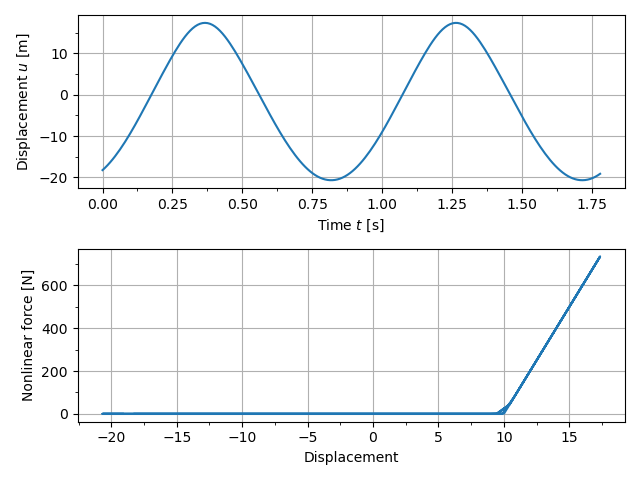 Displacement u [m]
10
0
−10
−20
0.00 0.25 0.50 0.75 1.00 1.25 1.50 1.75
Time t [s]
Nonlinear force [N]
600
400
200
0
−20 −15 −10 −5 0 5 10 15
Displacement